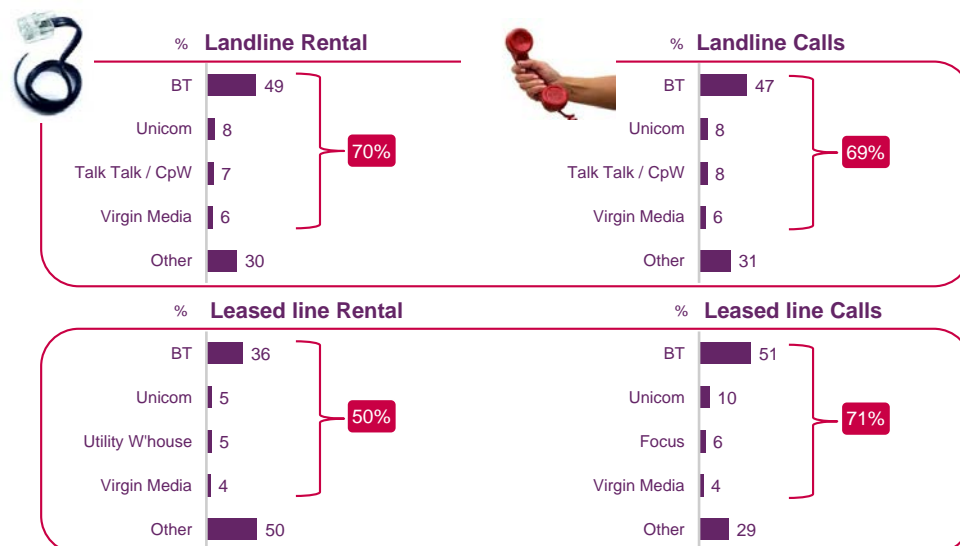 % Landline Rental
BT 49
Unicom 8
Talk Talk / CpW 7
Virgin Media 6
Other 30
70%
% Landline Calls
BT 47
Unicom 8
Talk Talk / CpW 8
Virgin Media 6
Other 31
69%
% Leased line Rental
BT 36
Unicom 5
Utility W'house 5
Virgin Media 4
Other 50
50%
% Leased line Calls
BT 51
Unicom 10
Focus 6
Virgin Media 4
Other 29
71%